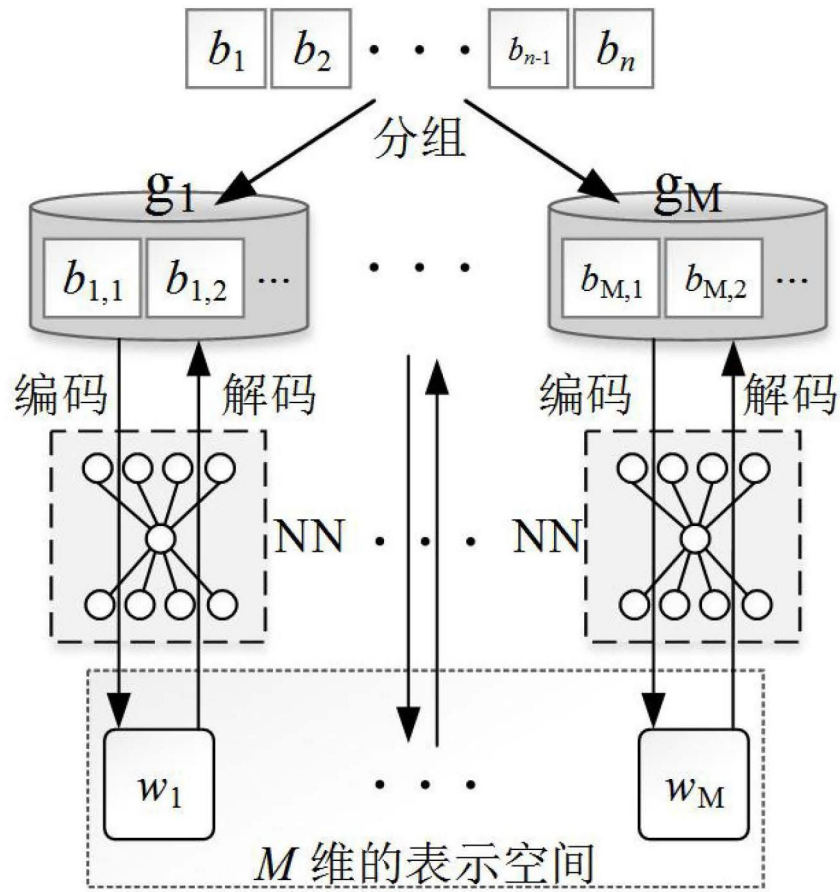 b1 b2 · · · bn-1 bn
分组
g1 gM
b1,1 b1,2 ... · · · bM,1 bM,2 ...
编码 解码 编码 解码
NN · · · NN
w1 · · · wM
M 维的表示空间